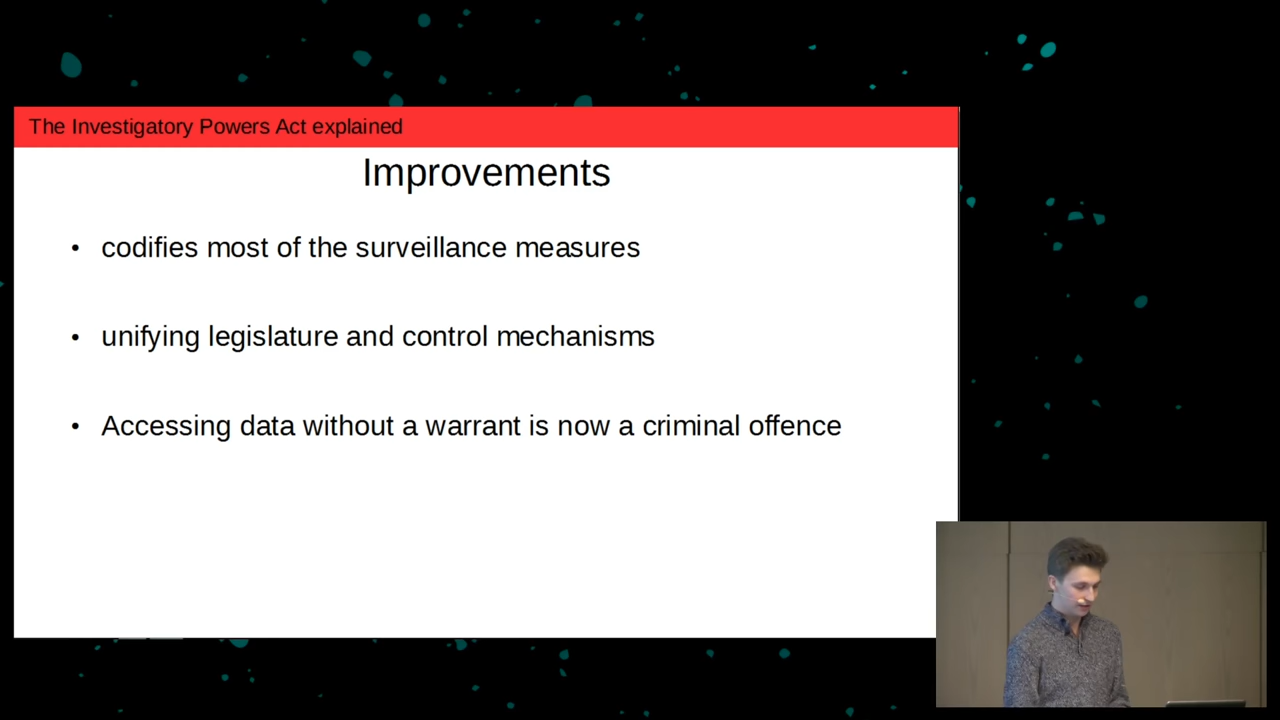 The Investigatory Powers Act explained
Improvements
• codifies most of the surveillance measures
• unifying legislature and control mechanisms
• Accessing data without a warrant is now a criminal offence